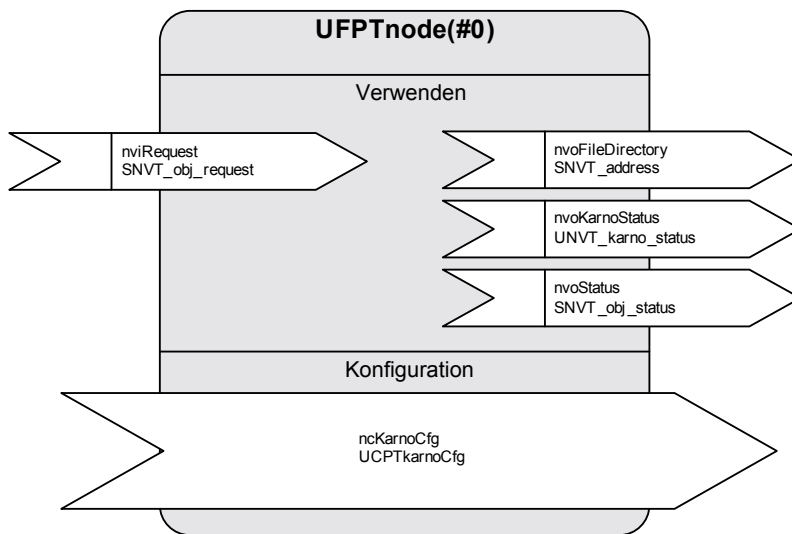 UFPTnode(#0)
Verwenden
nviRequest
SNVT_obj_request
nvoFileDirectory
SNVT_address
nvoKarnoStatus
UNVT_karno_status
nvoStatus
SNVT_obj_status
Konfiguration
ncKarnoCfg
UCPTkarnoCfg